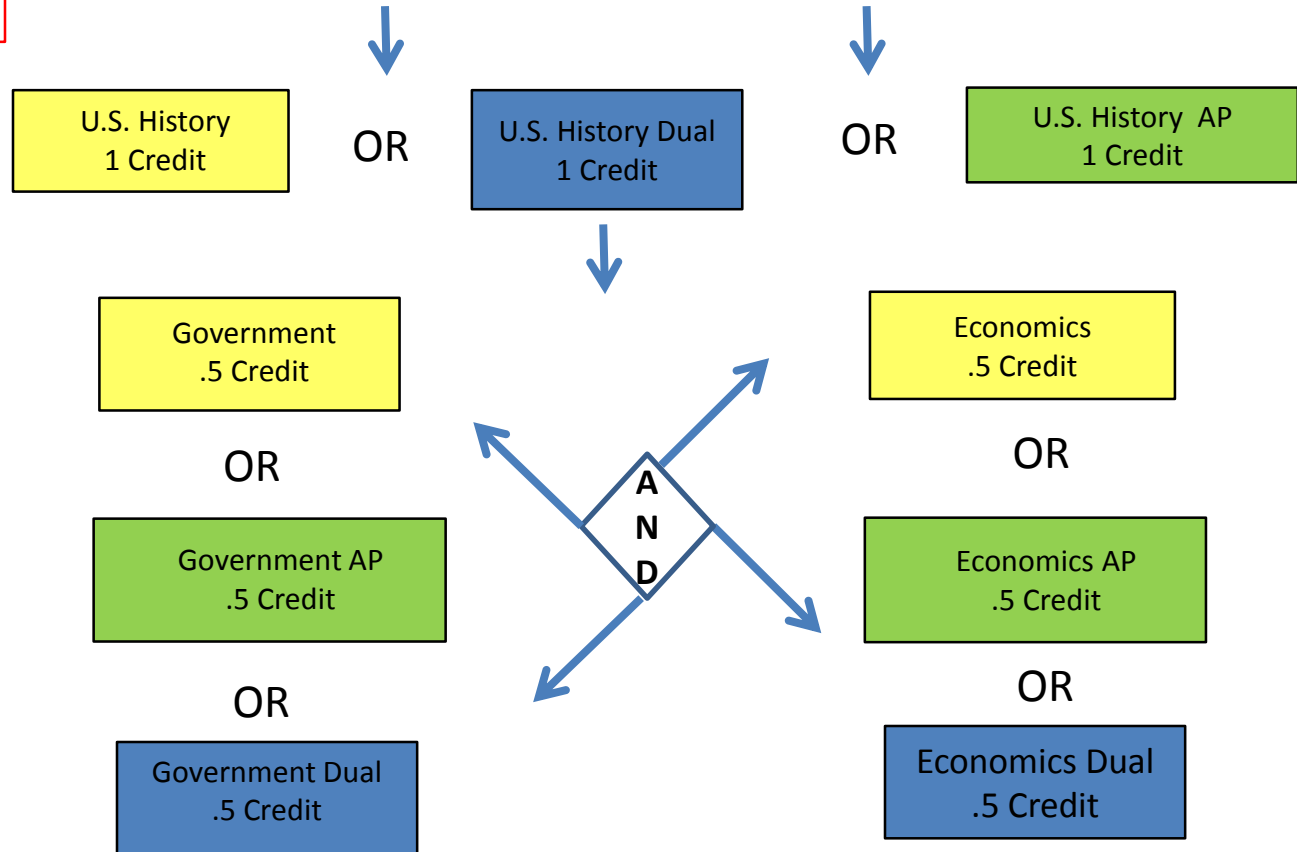 U.S. History
1 Credit
OR
U.S. History Dual
1 Credit
OR
U.S. History AP
1 Credit
Government
.5 Credit
OR
Government AP
.5 Credit
OR
Government Dual
.5 Credit
A
N
D
Economics
.5 Credit
OR
Economics AP
.5 Credit
OR
Economics Dual
.5 Credit